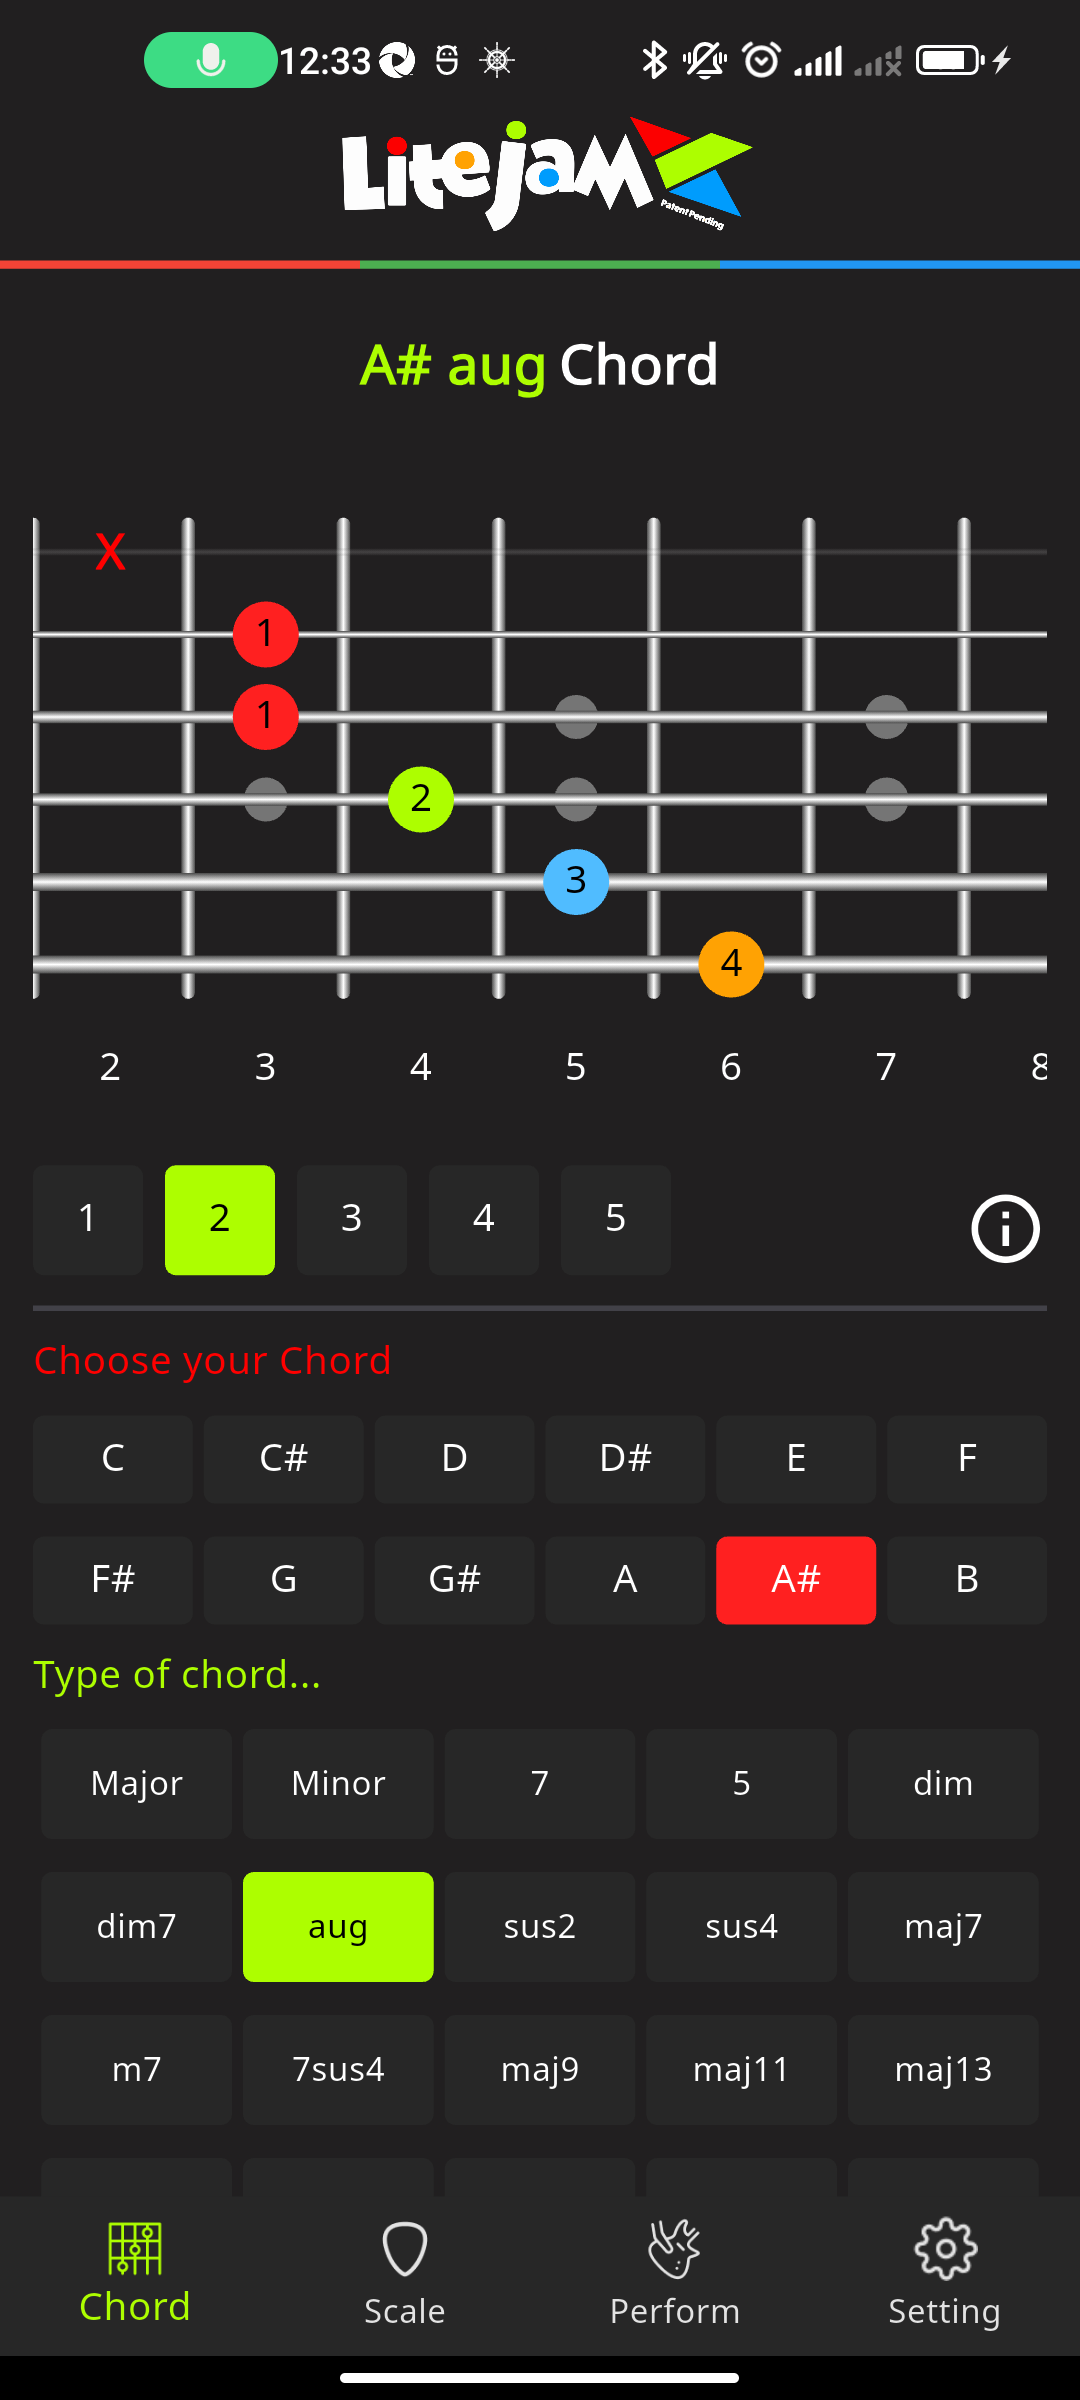 12:33
Litejam
Patent Pending
A# aug Chord
X
1
1
2
3
4
2 3 4 5 6 7 8
1 2 3 4 5
Choose your Chord
C C# D D# E F
F# G G# A A# B
Type of chord...
Major Minor 7 5 dim
dim7 aug sus2 sus4 maj7
m7 7sus4 maj9 maj11 maj13
Chord Scale Perform Setting